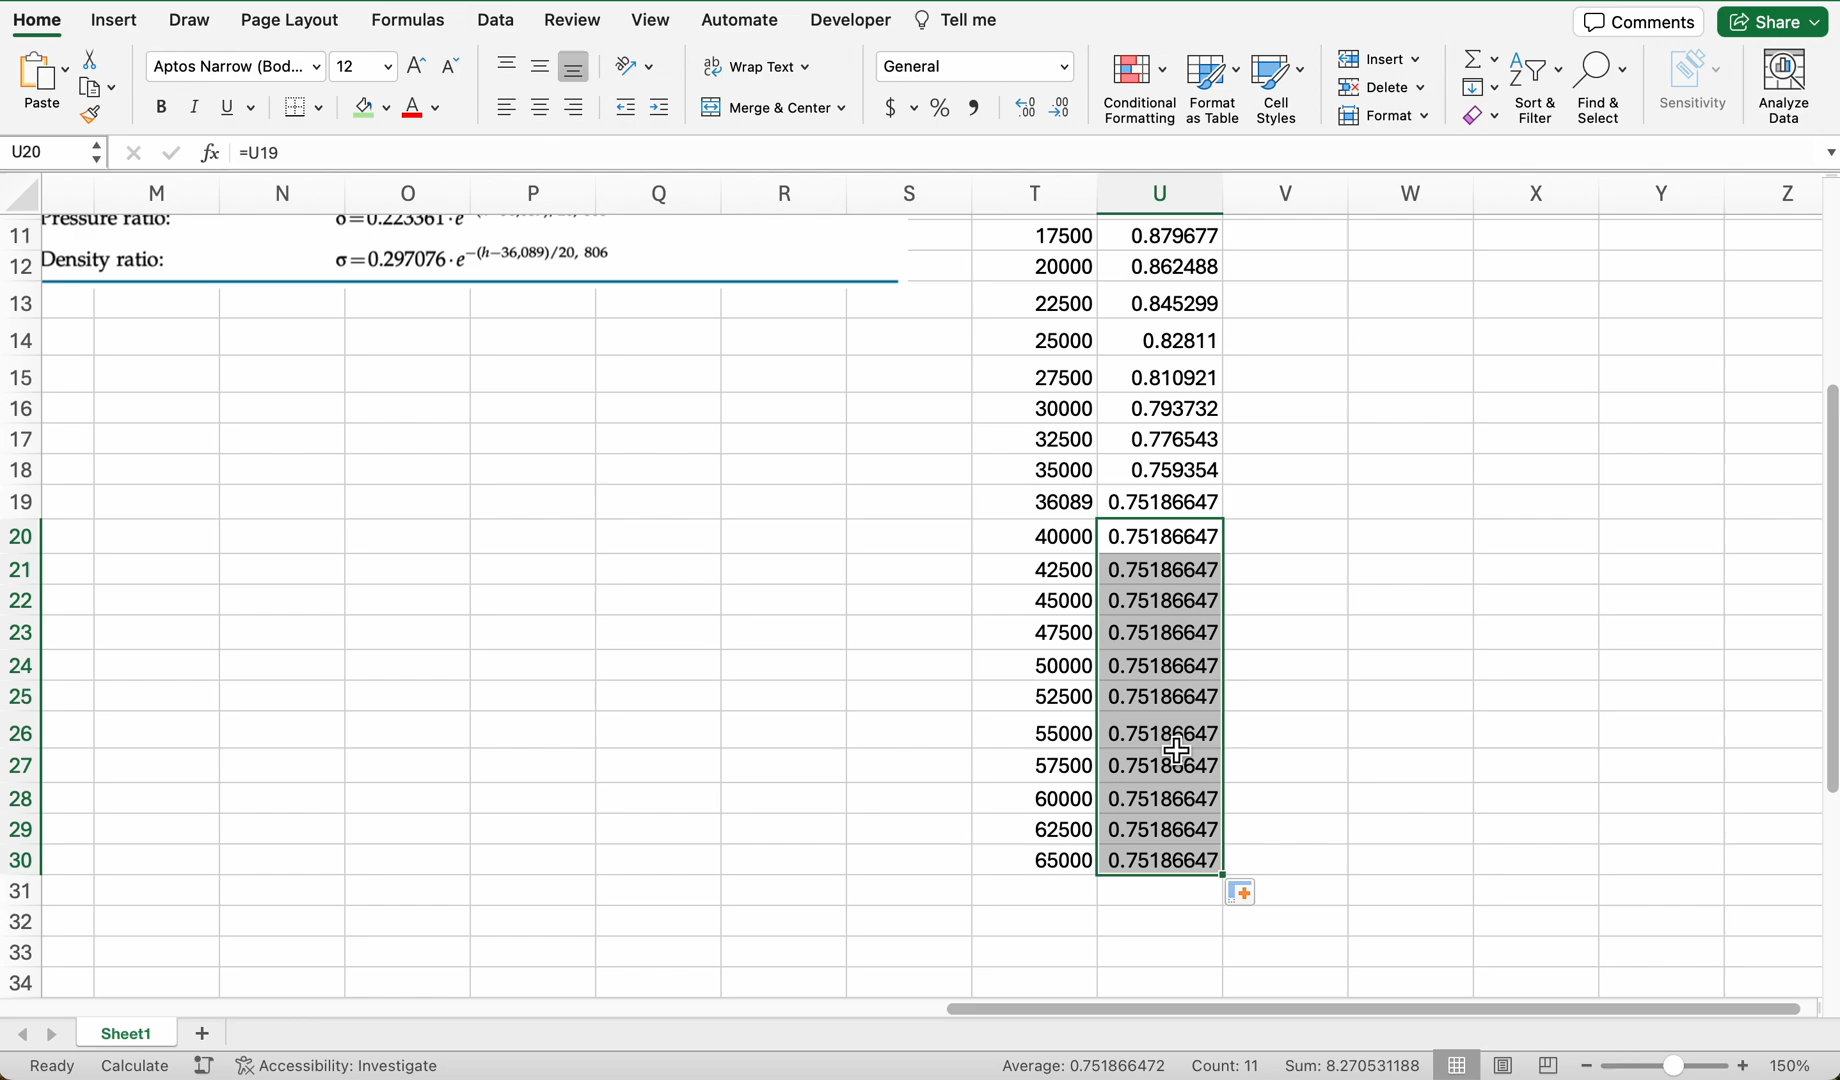 Home Insert Draw Page Layout Formulas Data Review View Automate Developer Tell me Comments Share
Paste
Aptos Narrow (Bod... 12 A^ A˅
B I U A
ab Wrap Text
Merge & Center
General
$ % 9
Conditional Formatting
Format as Table
Cell Styles
Insert
Delete
Format
Sort & Filter
Find & Select
Sensitivity
Analyze Data
U20 fx =U19
M N O P Q R S T U V W X Y Z
Pressure ratio:
Density ratio: σ=0.297076·e^−(h−36,089)/20, 806
11 17500 0.879677
12 20000 0.862488
13 22500 0.845299
14 25000 0.82811
15 27500 0.810921
16 30000 0.793732
17 32500 0.776543
18 35000 0.759354
19 36089 0.75186647
20 40000 0.75186647
21 42500 0.75186647
22 45000 0.75186647
23 47500 0.75186647
24 50000 0.75186647
25 52500 0.75186647
26 55000 0.75186647
27 57500 0.75186647
28 60000 0.75186647
29 62500 0.75186647
30 65000 0.75186647
31
32
33
34
Sheet1 +
Ready Calculate Accessibility: Investigate Average: 0.751866472 Count: 11 Sum: 8.270531188 − + 150%